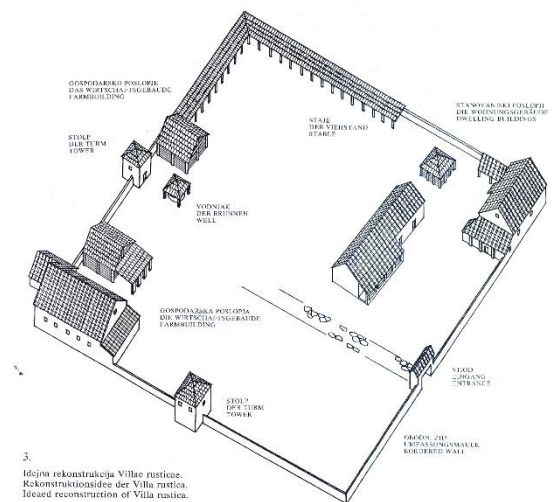 GOSPODARSKO POSLOPJE
DAS WIRTSCHAFTSGEBAUDE
FARMBUILDING
STOLP
DER TURM
TOWER
STAJE
DER VIEHSTAND
STABLE
STANOVANJSKI POSLOPJI
DIE WOHNUNGSGEBÄUDE
DWELLING BUILDINGS
VODNJAK
DER BRUNNEN
WELL
GOSPODARSKA POSLOPJA
DIE WIRTSCHAFTSGEBAUDE
FARMBUILDING
VHOD
EINGANG
ENTRANCE
STOLP
DER TURM
TOWER
OBODNI ZID
UMFASSUNGSMAUER
BORDERED WALL
3.
Idejna rekonstrukcija Villae rusticae.
Rekonstruktionsidee der Villa rustica.
Ideaed reconstruction of Villa rustica.